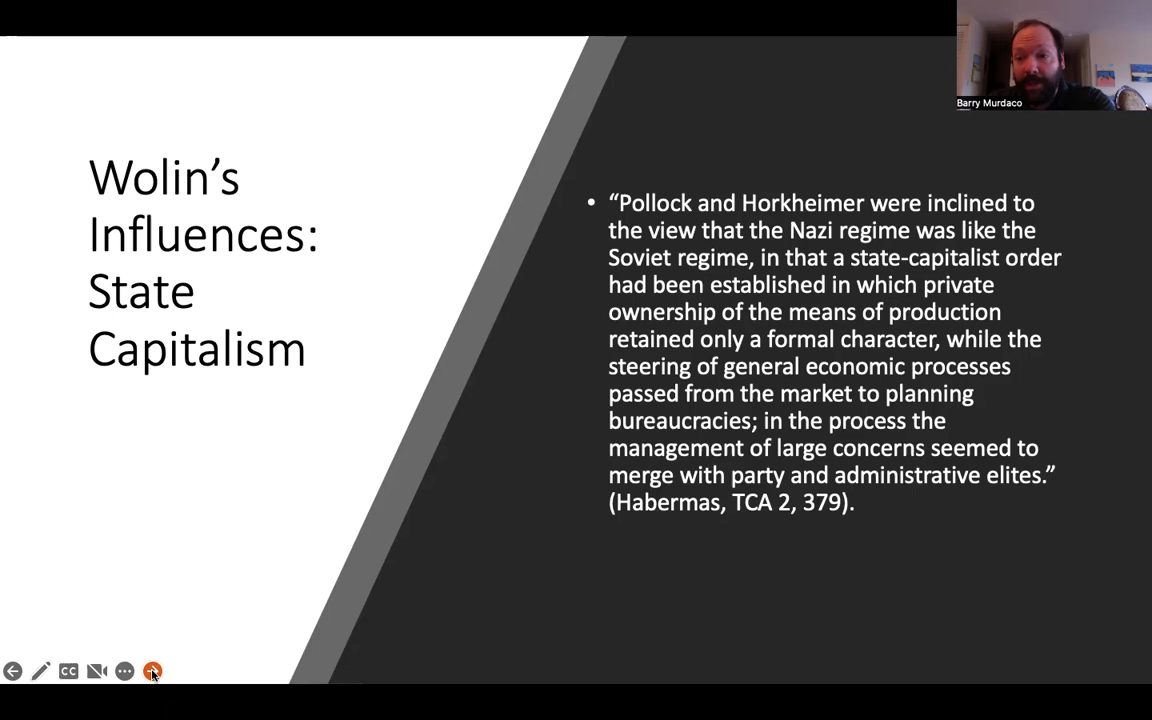 Wolin’s
Influences:
State
Capitalism
• “Pollock and Horkheimer were inclined to
the view that the Nazi regime was like the
Soviet regime, in that a state-capitalist order
had been established in which private
ownership of the means of production
retained only a formal character, while the
steering of general economic processes
passed from the market to planning
bureaucracies; in the process the
management of large concerns seemed to
merge with party and administrative elites.”
(Habermas, TCA 2, 379).
Barry Murdaco
CC